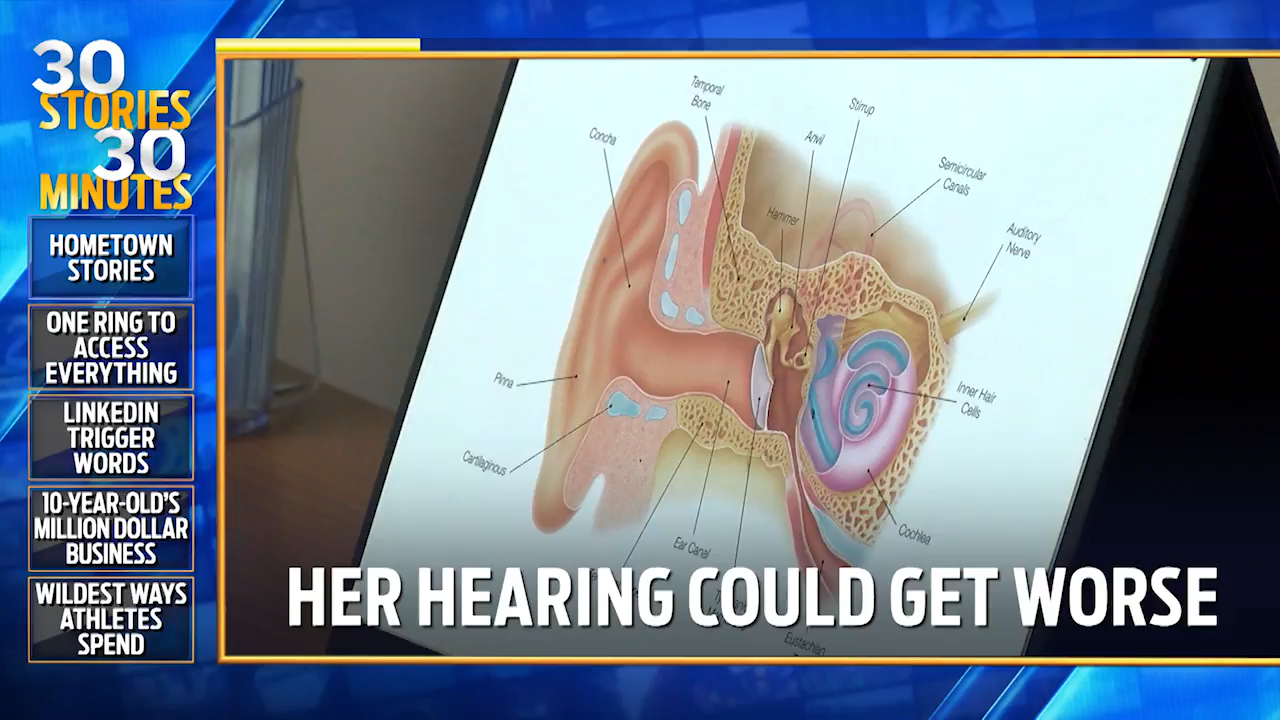 30
STORIES
30
MINUTES
HOMETOWN
STORIES
ONE RING TO
ACCESS
EVERYTHING
LINKEDIN
TRIGGER
WORDS
10-YEAR-OLD'S
MILLION DOLLAR
BUSINESS
WILDEST WAYS
ATHLETES
SPEND
Temporal
Bone
Stirrup
Concha
Anvil
Semicircular
Canals
Hammer
Auditory
Nerve
Pinna
Inner Hair
Cells
Cartilaginous
Cochlea
Ear Canal
HER HEARING COULD GET WORSE
Eustachian